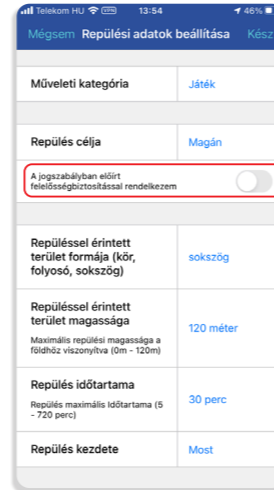 Telekom HU VPN 13:54 46%
Mégsem Repülési adatok beállítása Kész
Műveleti kategória Játék
Repülés célja Magán
A jogszabályban előírt
felelősségbiztosítással rendelkezem
Repüléssel érintett
terület formája (kör,
folyosó, sokszög) sokszög
Repüléssel érintett
terület magassága
Maximális repülési magassága a
földhöz viszonyítva (0m - 120m) 120 méter
Repülés időtartama
Repülés maximális Időtartama (5
- 720 perc) 30 perc
Repülés kezdete Most